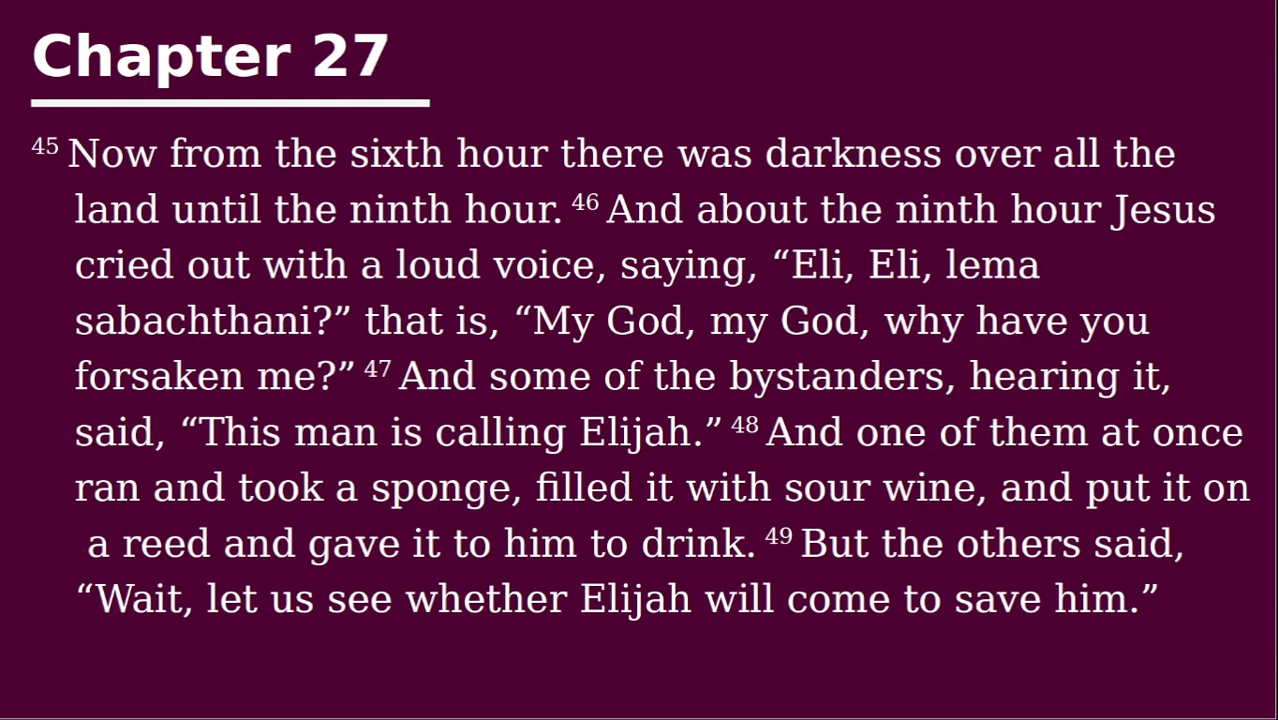 Chapter 27
45 Now from the sixth hour there was darkness over all the
land until the ninth hour. 46 And about the ninth hour Jesus
cried out with a loud voice, saying, “Eli, Eli, lema
sabachthani?” that is, “My God, my God, why have you
forsaken me?” 47 And some of the bystanders, hearing it,
said, “This man is calling Elijah.” 48 And one of them at once
ran and took a sponge, filled it with sour wine, and put it on
a reed and gave it to him to drink. 49 But the others said,
“Wait, let us see whether Elijah will come to save him.”